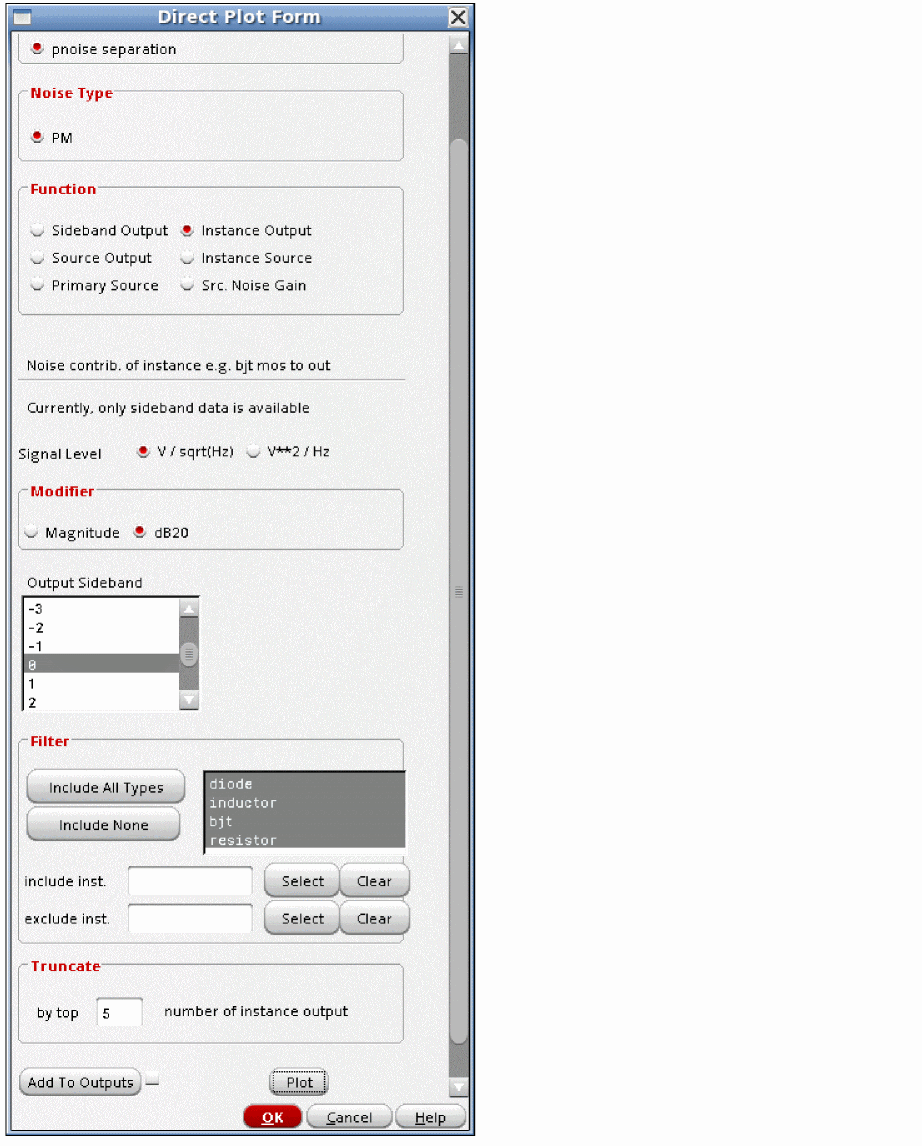 Direct Plot Form
pnoise separation
Noise Type
PM
Function
Sideband Output Instance Output
Source Output Instance Source
Primary Source Src. Noise Gain
Noise contrib. of instance e.g. bjt mos to out
Currently, only sideband data is available
Signal Level V / sqrt(Hz) V**2 / Hz
Modifier
Magnitude dB20
Output Sideband
-3
-2
-1
0
1
2
Filter
Include All Types
Include None
diode
inductor
bjt
resistor
include inst. Select Clear
exclude inst. Select Clear
Truncate
by top 5 number of instance output
Add To Outputs Plot
OK Cancel Help